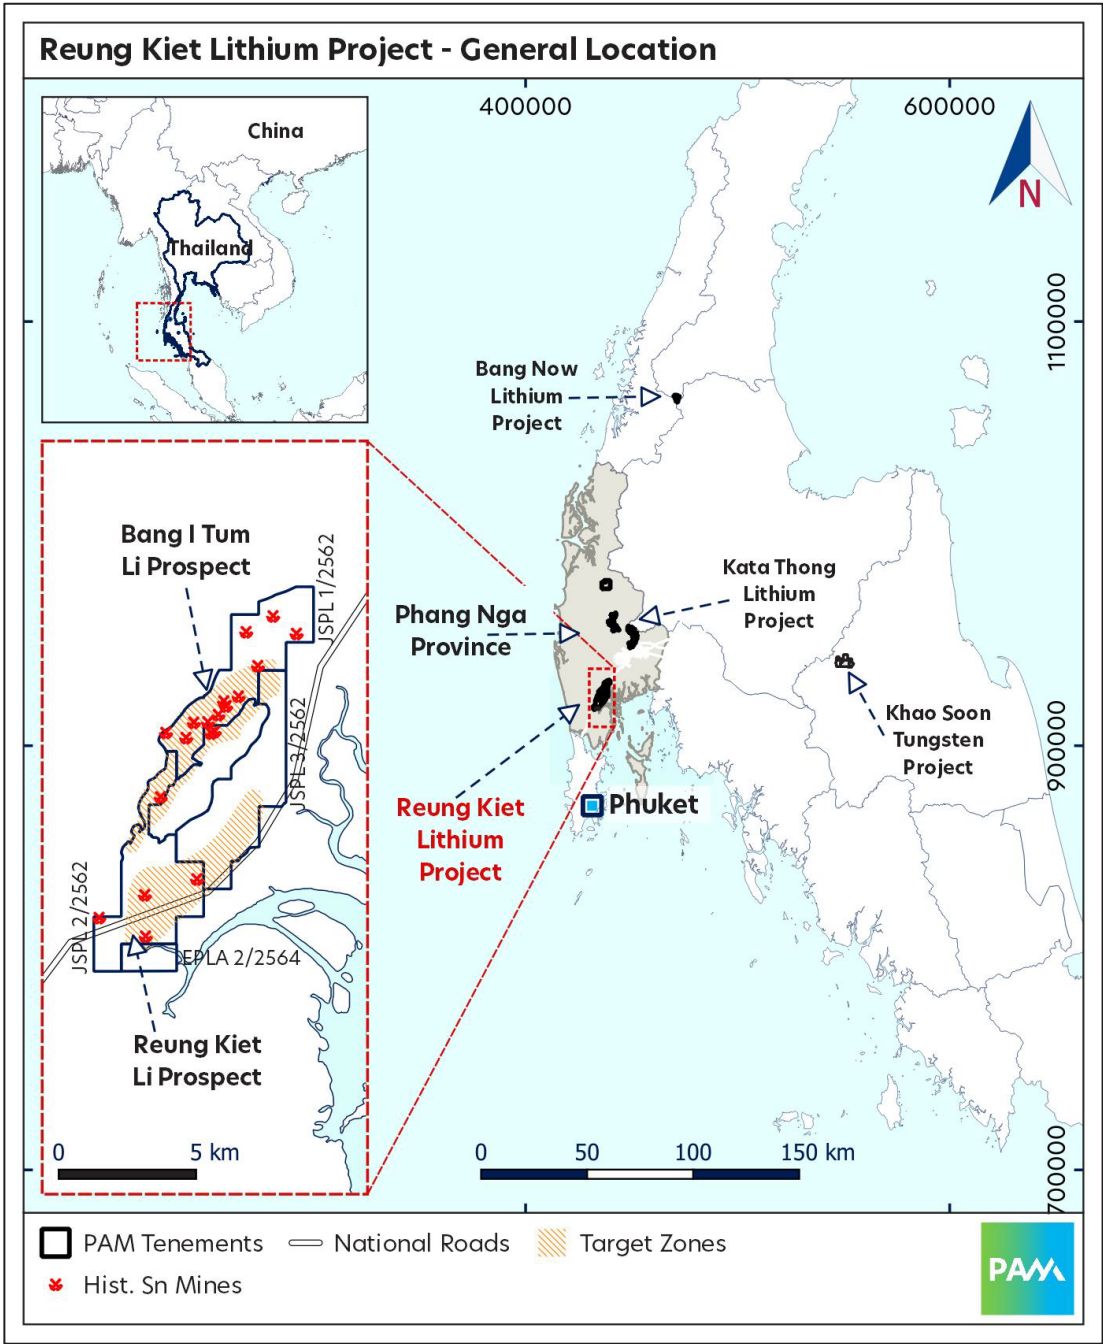 Reung Kiet Lithium Project - General Location
400000
600000
China
Thailand
N
1100000
Bang Now
Lithium
Project
Bang I Tum
Li Prospect
JSPL 1/2562
Kata Thong
Lithium
Project
Phang Nga
Province
Khao Soon
Tungsten
Project
900000
JSPL 3/2562
Reung Kiet
Lithium
Project
Phuket
JSPL 2/2562
EPLA 2/2564
Reung Kiet
Li Prospect
0 5 km
0 50 100 150 km
700000
PAM Tenements
National Roads
Target Zones
Hist. Sn Mines
PAM